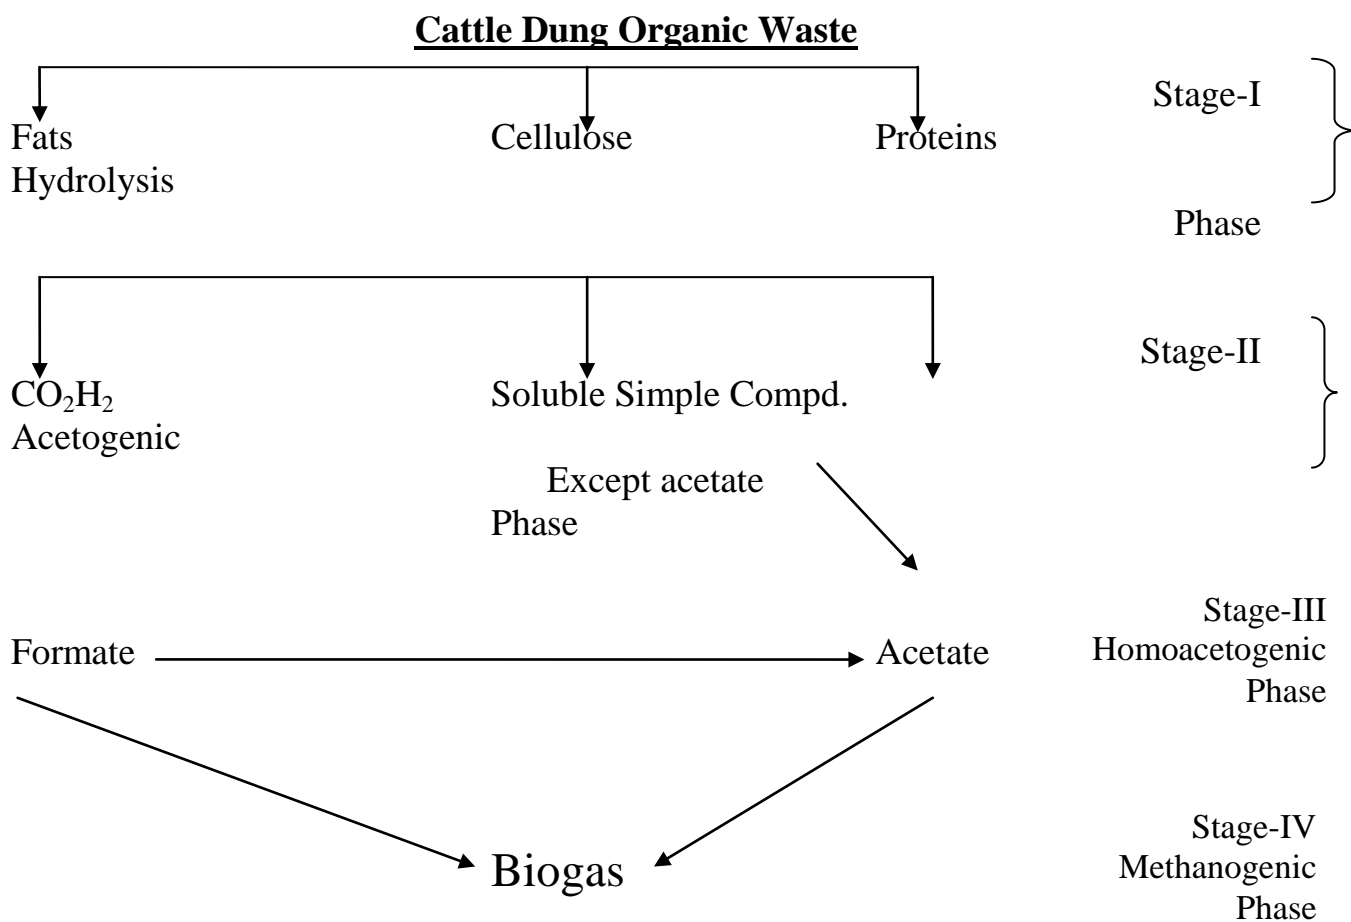 Cattle Dung Organic Waste
Stage-I
Fats Cellulose Proteins
Hydrolysis
Phase
Stage-II
CO₂H₂ Soluble Simple Compd.
Acetogenic
Except acetate
Phase
Stage-III
Formate Acetate Homoacetogenic
Phase
Stage-IV
Biogas Methanogenic
Phase